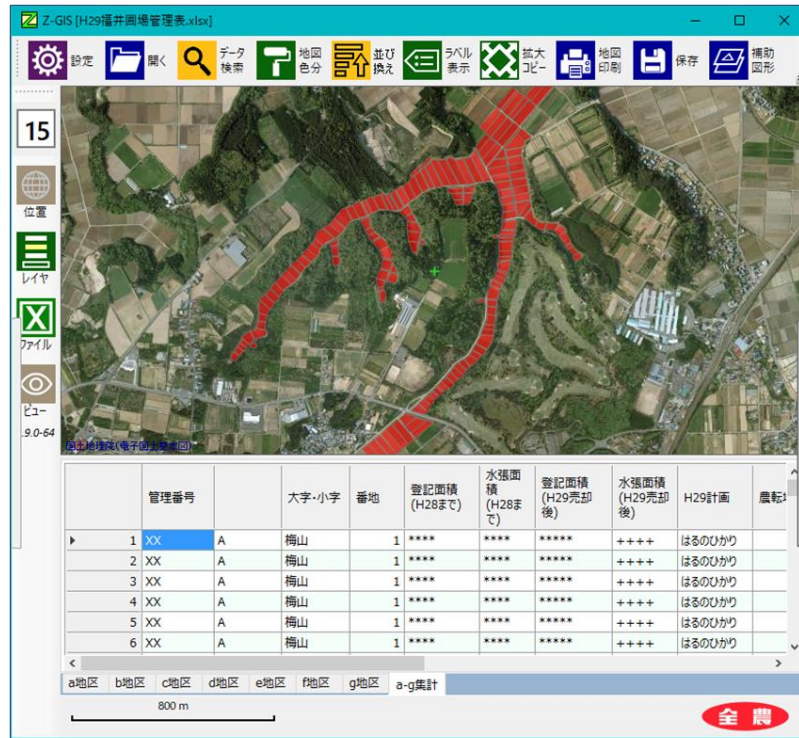 Z-GIS [H29福井圃場管理表.xlsx]
設定 開く データ検索 地図色分 並び換え ラベル表示 拡大コピー 地図印刷 保存 補助図形
15
位置
レイヤ
ファイル
ビュー
.9.0-64
国土地理院(電子国土基本図)
管理番号 大字・小字 番地 登記面積(H28まで) 水張面積(H28まで) 登記面積(H29売却後) 水張面積(H29売却後) H29計画 農転
1 XX A 梅山 1 **** **** ***** ++++ はるのひかり
2 XX A 梅山 1 **** **** ***** ++++ はるのひかり
3 XX A 梅山 1 **** **** ***** ++++ はるのひかり
4 XX A 梅山 1 **** **** ***** ++++ はるのひかり
5 XX A 梅山 1 **** **** ***** ++++ はるのひかり
6 XX A 梅山 1 **** **** ***** ++++ はるのひかり
a地区 b地区 c地区 d地区 e地区 f地区 g地区 a-g集計
800 m
全農